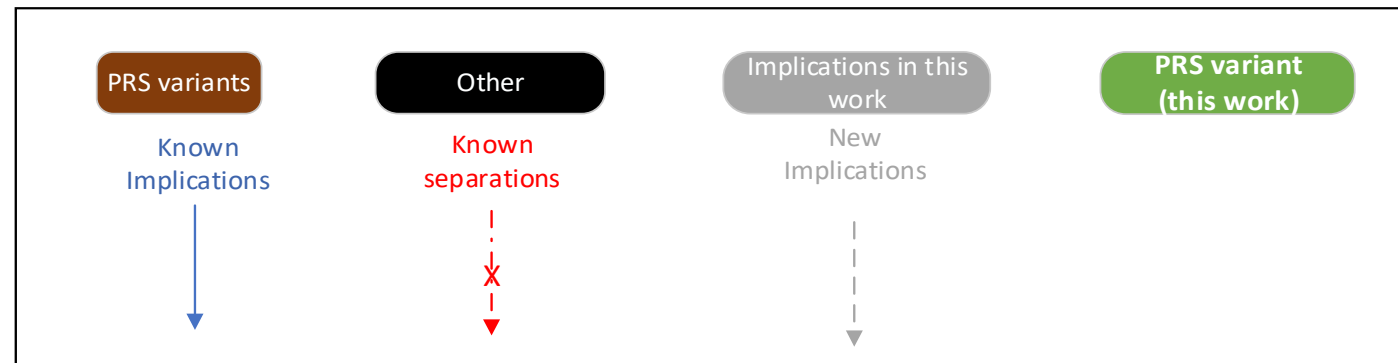 PRS variants
Other
Implications in this
work
PRS variant
(this work)
Known
Implications
Known
separations
New
Implications
X